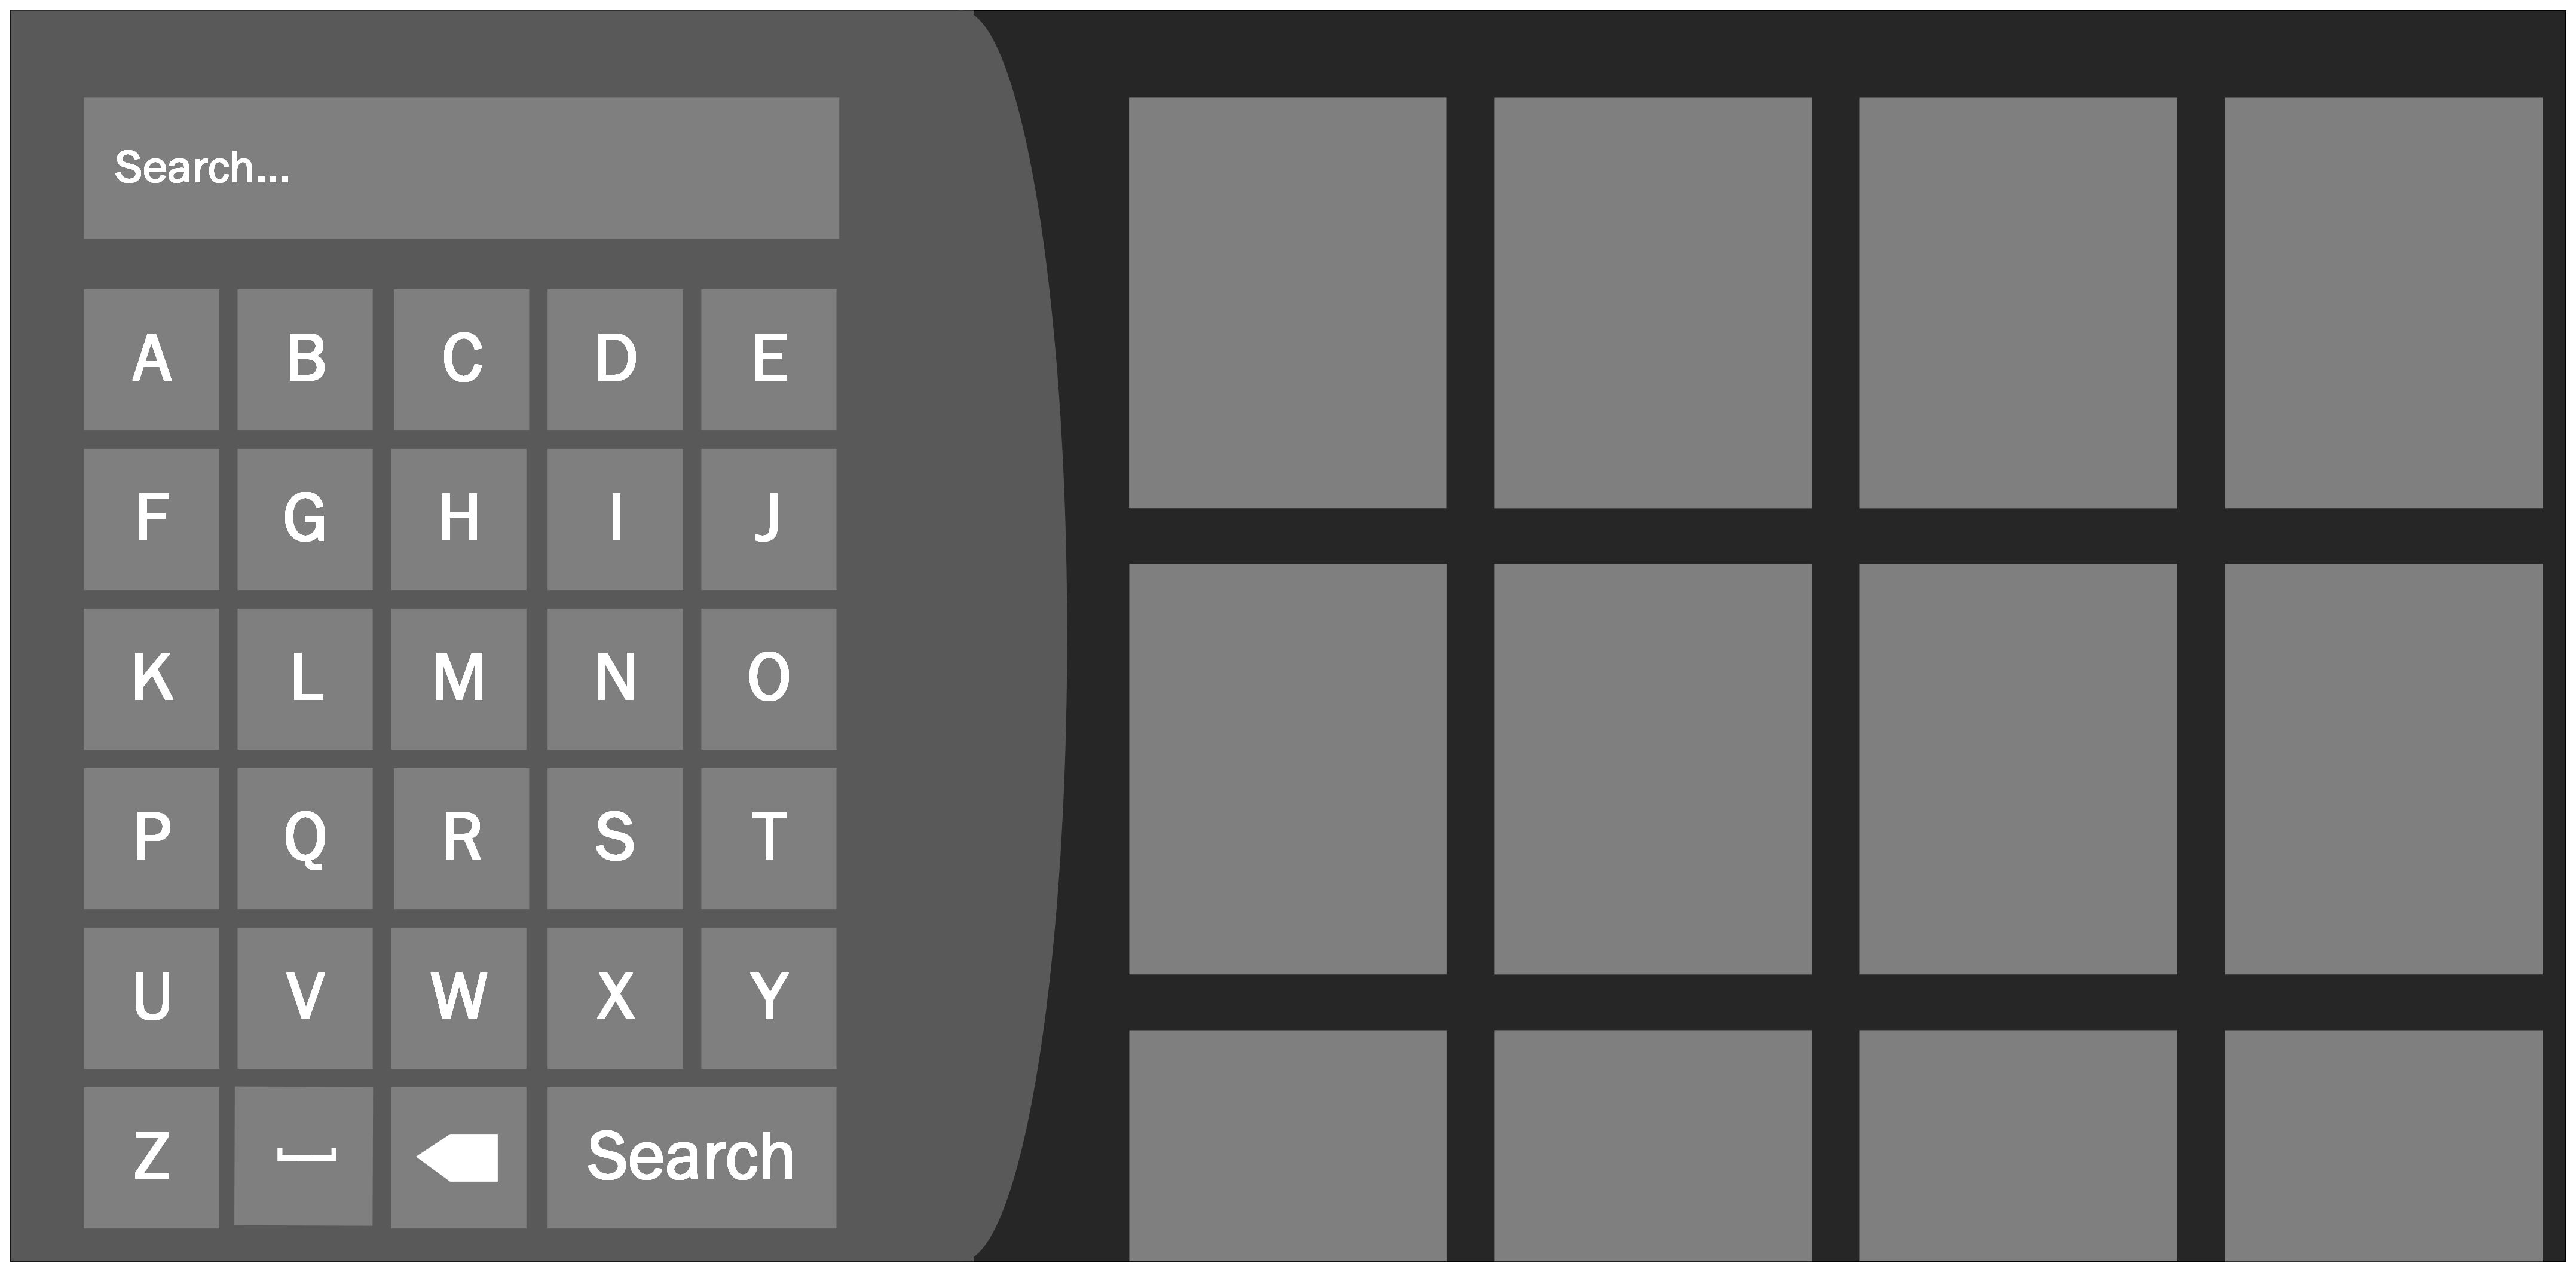 Search...
A B C D E
F G H I J
K L M N O
P Q R S T
U V W X Y
Z Search